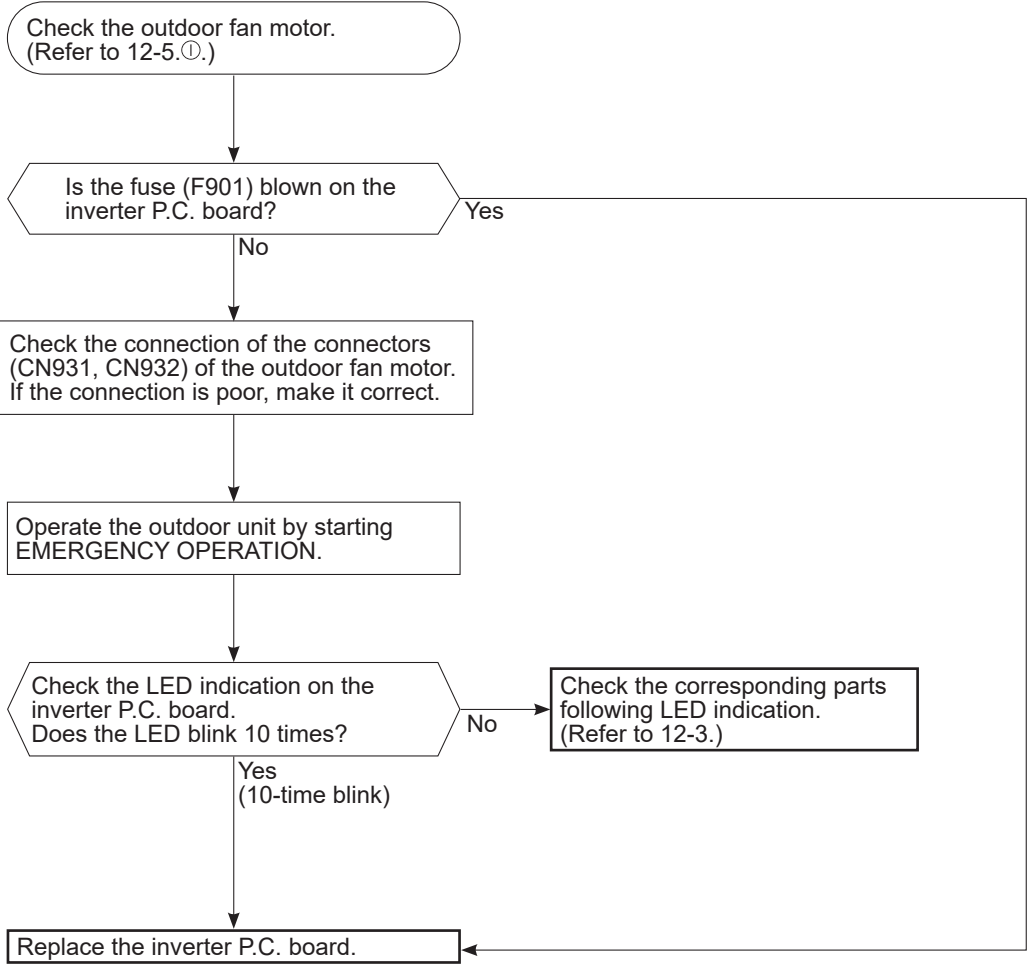 Check the outdoor fan motor.
(Refer to 12-5.Ⓘ.)
Is the fuse (F901) blown on the
inverter P.C. board?
Yes
No
Check the connection of the connectors
(CN931, CN932) of the outdoor fan motor.
If the connection is poor, make it correct.
Operate the outdoor unit by starting
EMERGENCY OPERATION.
Check the LED indication on the
inverter P.C. board.
Does the LED blink 10 times?
No
Check the corresponding parts
following LED indication.
(Refer to 12-3.)
Yes
(10-time blink)
Replace the inverter P.C. board.